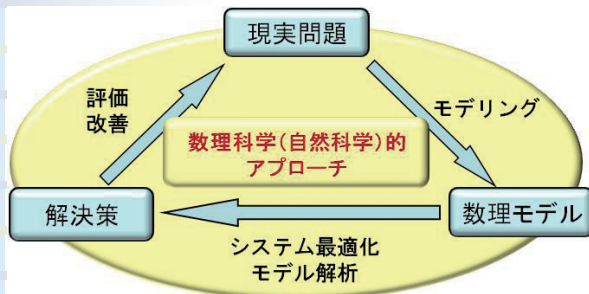 現実問題
評価
改善
モデリング
数理科学(自然科学)的
アプローチ
解決策
数理モデル
システム最適化
モデル解析